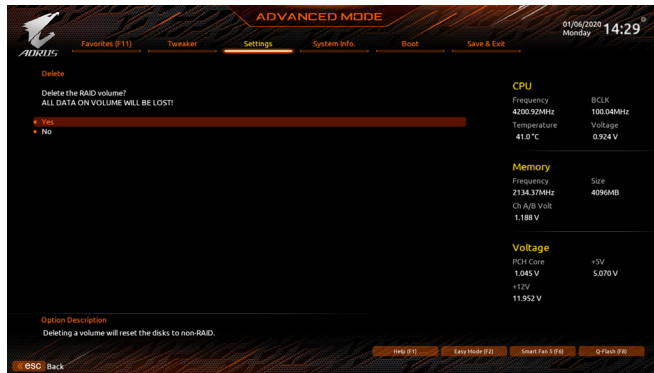 ADVANCED MODE
01/06/2020
Monday
14:29
AORUS
Favorites (F11)
Tweaker
Settings
System Info.
Boot
Save & Exit
Delete
Delete the RAID volume?
ALL DATA ON VOLUME WILL BE LOST!
Yes
No
CPU
Frequency BCLK
4200.92MHz 100.04MHz
Temperature Voltage
41.0 °C 0.924 V
Memory
Frequency Size
2134.37MHz 4096MB
Ch A/B Volt
1.188 V
Voltage
PCH Core +5V
1.045 V 5.070 V
+12V
11.952 V
Option Description
Deleting a volume will reset the disks to non-RAID.
Help (F1)
Easy Mode (F2)
Smart Fan 5 (F6)
Q-Flash (F8)
esc Back